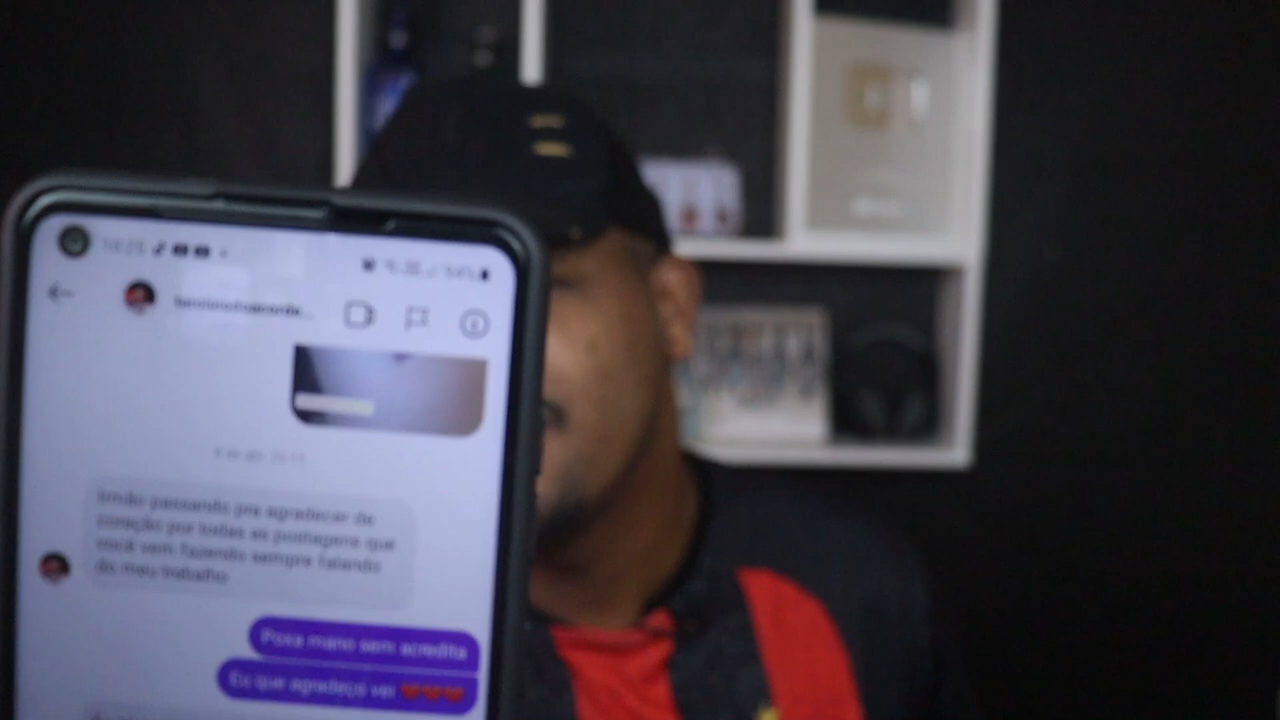 Irmão passando pra agradecer de
coração por todas as postagens que
você vem fazendo sempre falando
do meu trabalho
Poxa mano sem acredita
Eu que agradeço vei ❤️❤️❤️